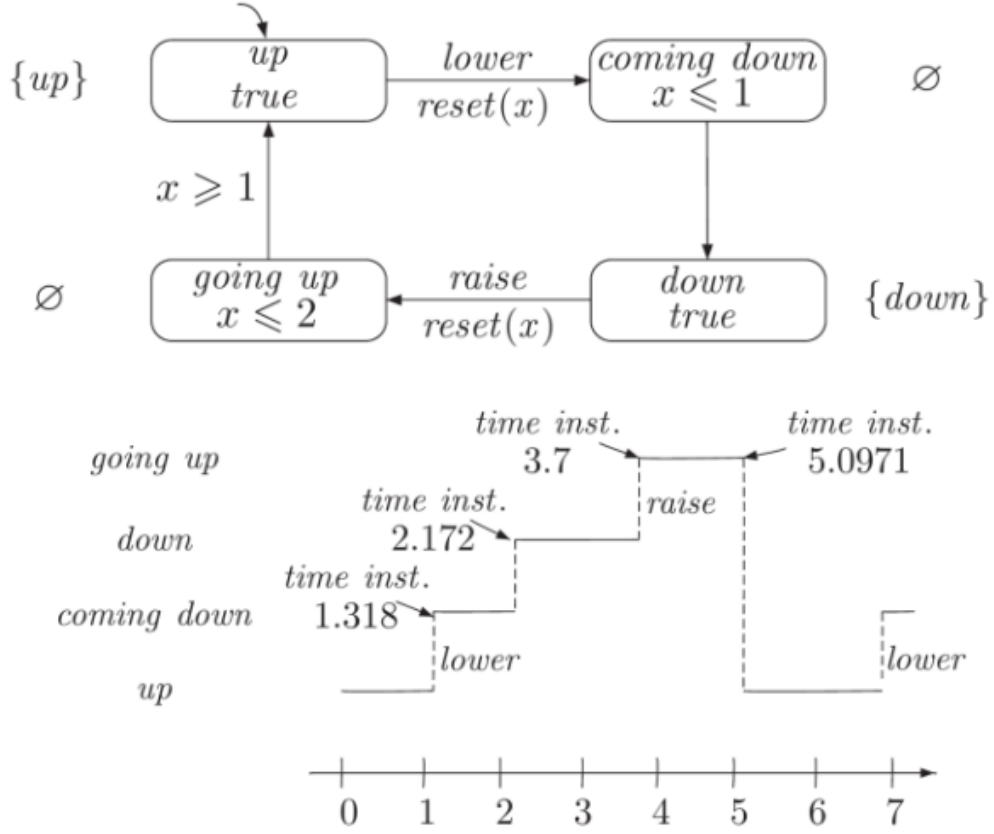 {up}
up
true
lower
reset(x)
coming down
x ⩽ 1
∅
x ⩾ 1
∅
going up
x ⩽ 2
raise
reset(x)
down
true
{down}
time inst.
3.7
time inst.
5.0971
going up
raise
time inst.
2.172
down
time inst.
1.318
coming down
lower
lower
up
0 1 2 3 4 5 6 7